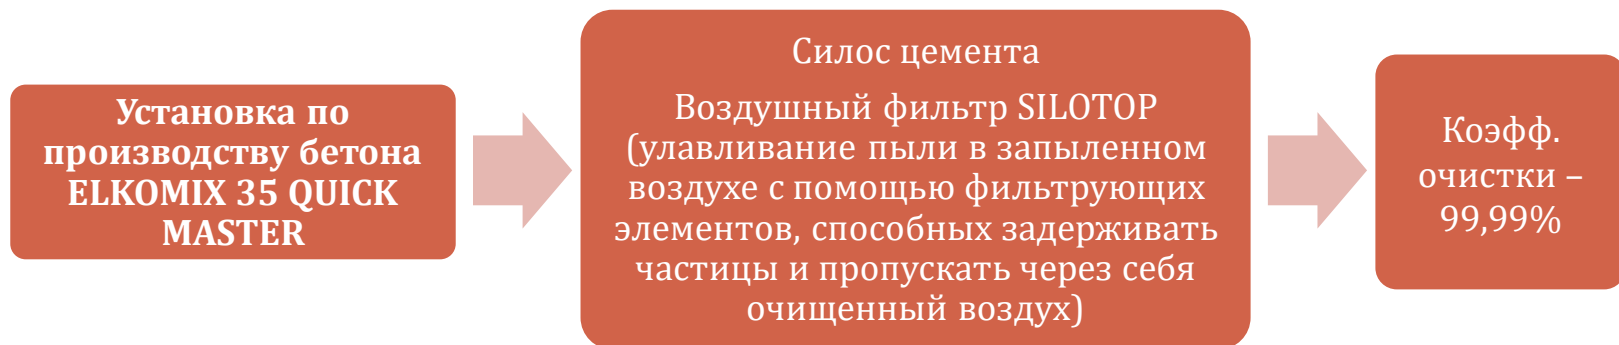 Установка по
производству бетона
ELKOMIX 35 QUICK
MASTER
Силос цемента
Воздушный фильтр SILOTOP
(улавливание пыли в запыленном
воздухе с помощью фильтрующих
элементов, способных задерживать
частицы и пропускать через себя
очищенный воздух)
Коэфф.
очистки –
99,99%